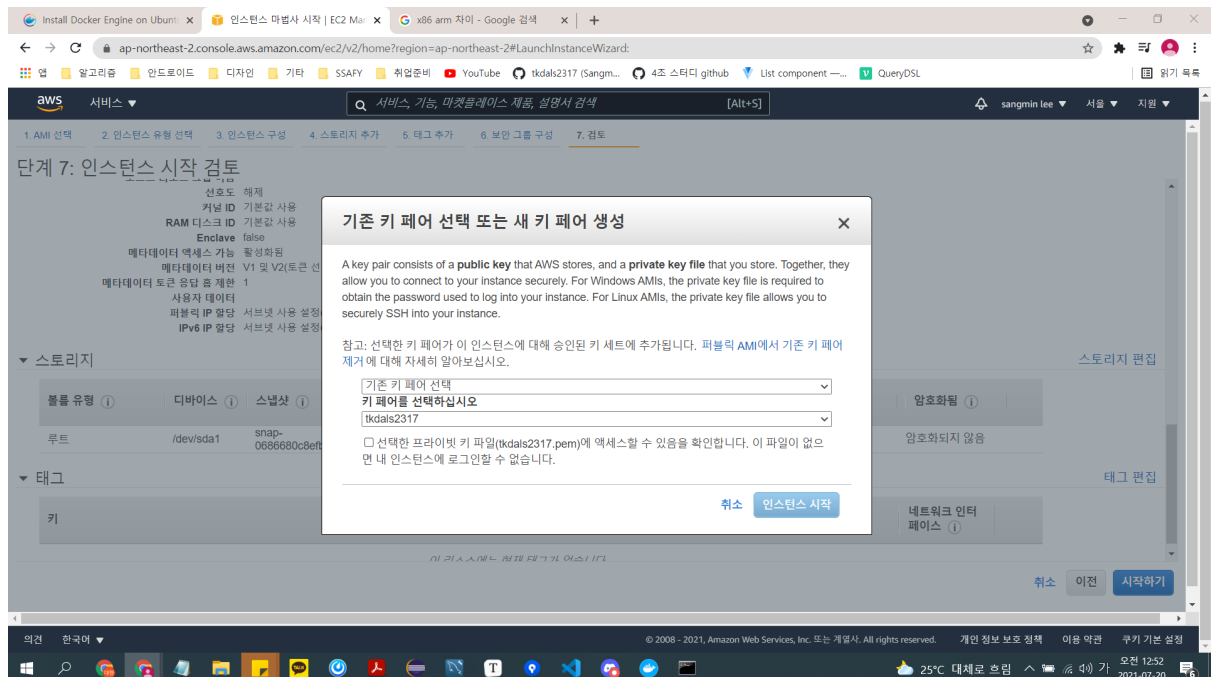 Install Docker Engine on Ubunt
인스턴스 마법사 시작 | EC2 Mar
x86 arm 차이 - Google 검색
ap-northeast-2.console.aws.amazon.com/ec2/v2/home?region=ap-northeast-2#LaunchInstanceWizard:
앱 알고리즘 안드로이드 디자인 기타 SSAFY 취업준비 YouTube tkdals2317 (Sangm... 4조 스터디 github List component —... QueryDSL 읽기 목록
aws 서비스 ▼ 서비스, 기능, 마켓플레이스 제품, 설명서 검색 [Alt+S] sangmin lee ▼ 서울 ▼ 지원 ▼
1. AMI 선택 2. 인스턴스 유형 선택 3. 인스턴스 구성 4. 스토리지 추가 5. 태그 추가 6. 보안 그룹 구성 7. 검토
단계 7: 인스턴스 시작 검토
선호도 해제
커널 ID 기본값 사용
RAM 디스크 ID 기본값 사용
Enclave false
메타데이터 액세스 가능 활성화됨
메타데이터 버전 V1 및 V2(토큰 선
메타데이터 토큰 응답 홉 제한 1
사용자 데이터
퍼블릭 IP 할당 서브넷 사용 설정
IPv6 IP 할당 서브넷 사용 설정
기존 키 페어 선택 또는 새 키 페어 생성
A key pair consists of a public key that AWS stores, and a private key file that you store. Together, they
allow you to connect to your instance securely. For Windows AMIs, the private key file is required to
obtain the password used to log into your instance. For Linux AMIs, the private key file allows you to
securely SSH into your instance.
참고: 선택한 키 페어가 이 인스턴스에 대해 승인된 키 세트에 추가됩니다. 퍼블릭 AMI에서 기존 키 페어
제거 에 대해 자세히 알아보십시오.
기존 키 페어 선택
키 페어를 선택하십시오
tkdals2317
선택한 프라이빗 키 파일(tkdals2317.pem)에 액세스할 수 있음을 확인합니다. 이 파일이 없으
면 내 인스턴스에 로그인할 수 없습니다.
취소 인스턴스 시작
스토리지 스토리지 편집
볼륨 유형 디바이스 스냅샷 암호화됨
루트 /dev/sda1 snap-
0686680c8efb 암호화되지 않음
태그 태그 편집
키 네트워크 인터
페이스
이 리소스에는 현재 태그가 없습니다
취소 이전 시작하기
의견 한국어 ▼ © 2008 - 2021, Amazon Web Services, Inc. 또는 계열사. All rights reserved. 개인 정보 보호 정책 이용 약관 쿠키 기본 설정
TALK T 25°C 대체로 흐림 가 오전 12:52
2021-07-20 6